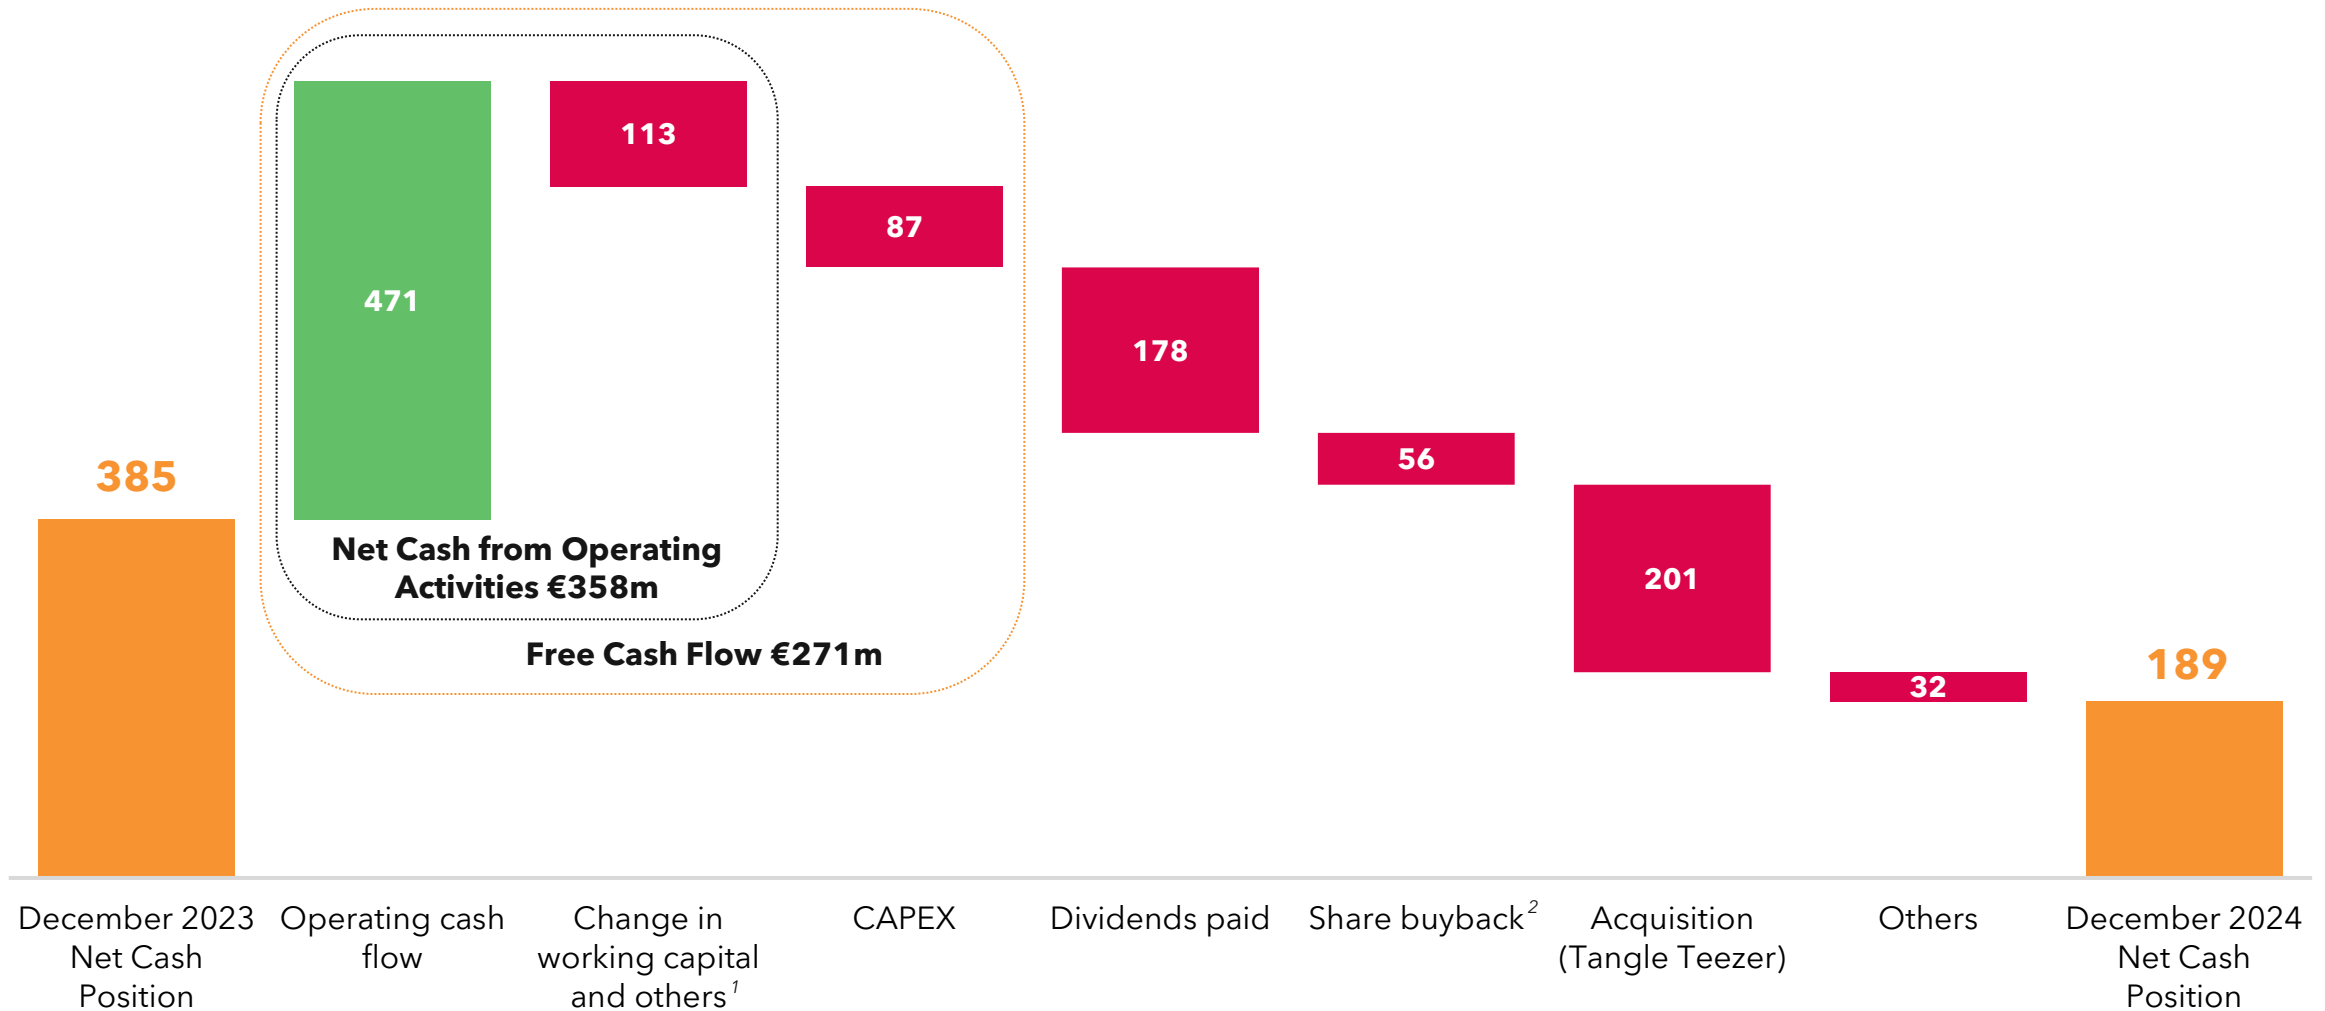 113
87
471
178
385
56
Net Cash from Operating
Activities €358m
201
Free Cash Flow €271m
189
32
December 2023
Net Cash
Position
Operating cash
flow
Change in
working capital
and others 1
CAPEX
Dividends paid
Share buyback 2
Acquisition
(Tangle Teezer)
Others
December 2024
Net Cash
Position